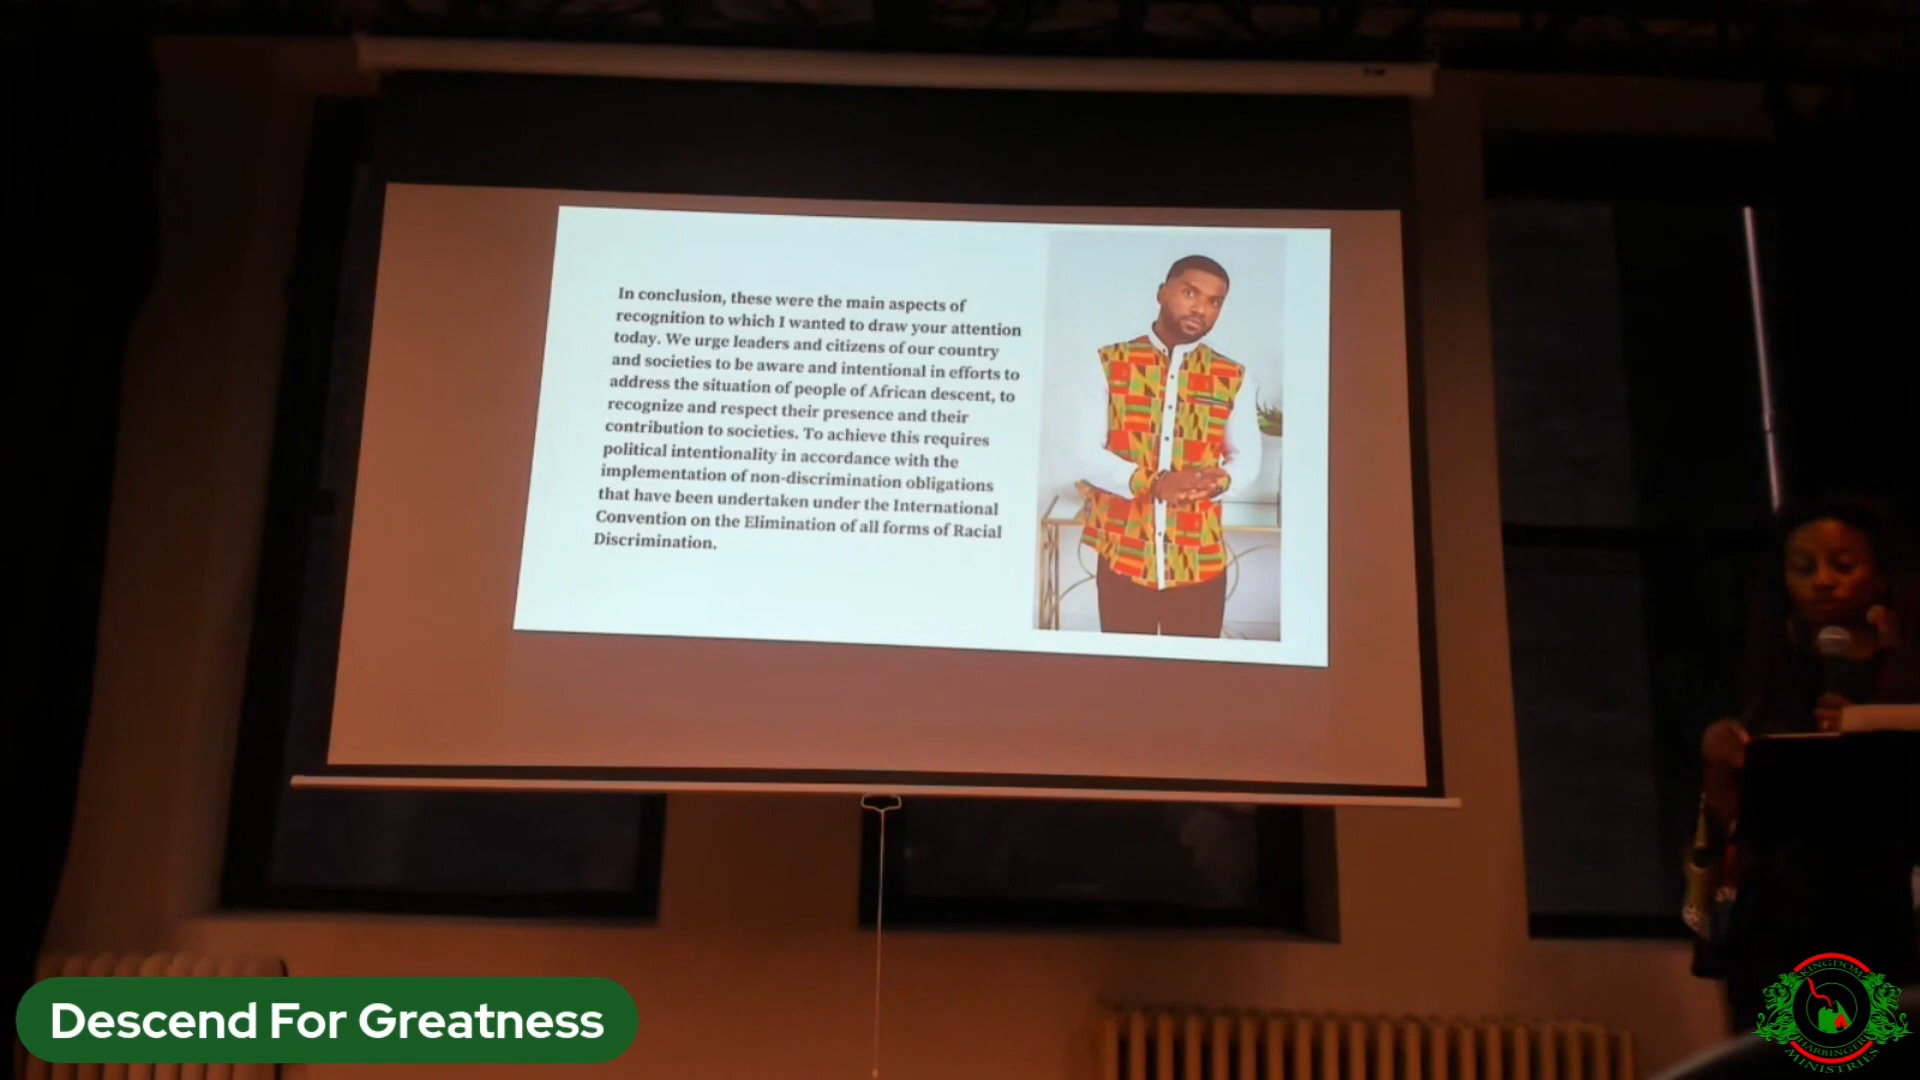 In conclusion, these were the main aspects of
recognition to which I wanted to draw your attention
today. We urge leaders and citizens of our country
and societies to be aware and intentional in efforts to
address the situation of people of African descent, to
recognize and respect their presence and their
contribution to societies. To achieve this requires
political intentionality in accordance with the
implementation of non-discrimination obligations
that have been undertaken under the International
Convention on the Elimination of all forms of Racial
Discrimination.
Descend For Greatness
KINGDOM
HARBINGER
MINISTRIES